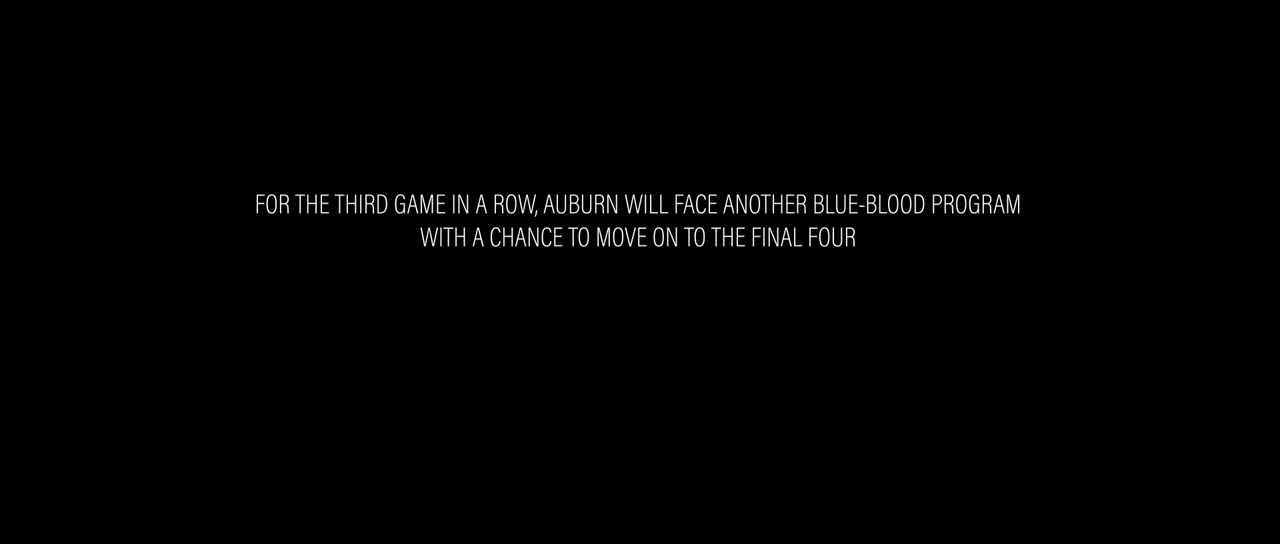 FOR THE THIRD GAME IN A ROW, AUBURN WILL FACE ANOTHER BLUE-BLOOD PROGRAM
WITH A CHANCE TO MOVE ON TO THE FINAL FOUR